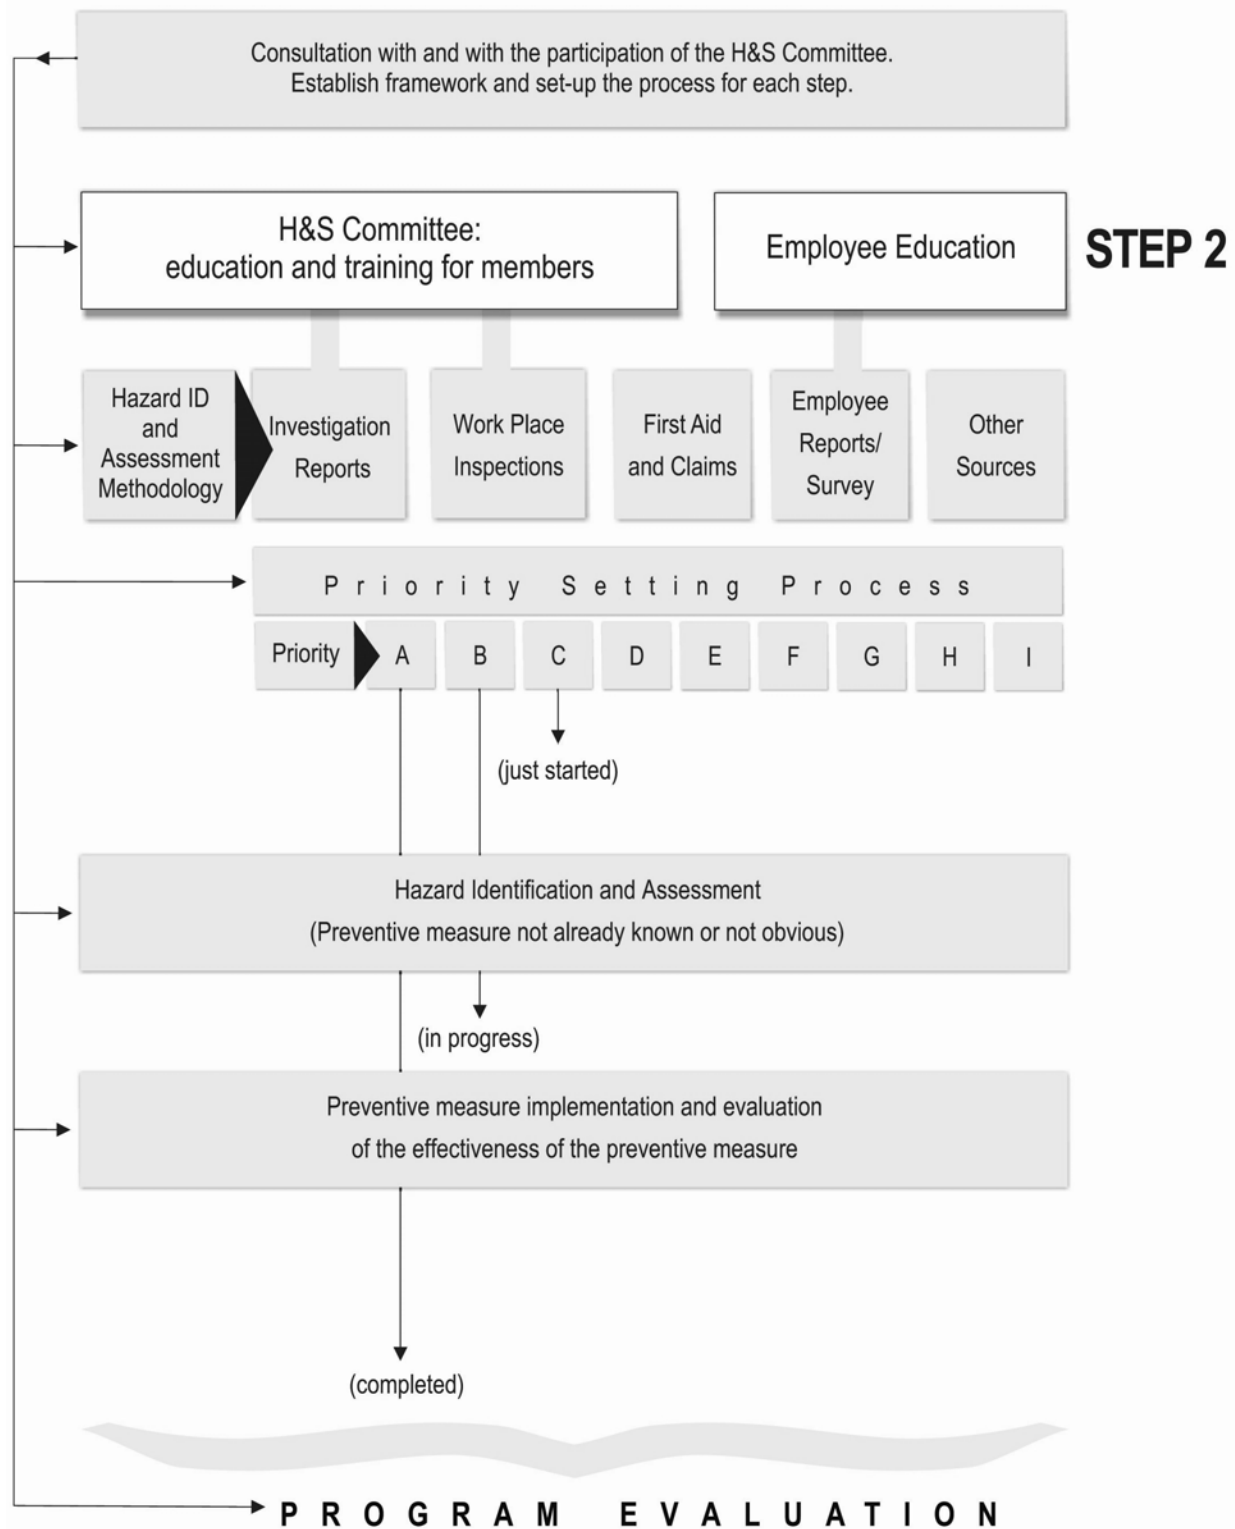 Consultation with and with the participation of the H&S Committee.
Establish framework and set-up the process for each step.
H&S Committee:
education and training for members
Employee Education
STEP 2
Hazard ID
and
Assessment
Methodology
Investigation
Reports
Work Place
Inspections
First Aid
and Claims
Employee
Reports/
Survey
Other
Sources
Priority Setting Process
Priority
A
B
C
D
E
F
G
H
I
(just started)
Hazard Identification and Assessment
(Preventive measure not already known or not obvious)
(in progress)
Preventive measure implementation and evaluation
of the effectiveness of the preventive measure
(completed)
PROGRAM EVALUATION